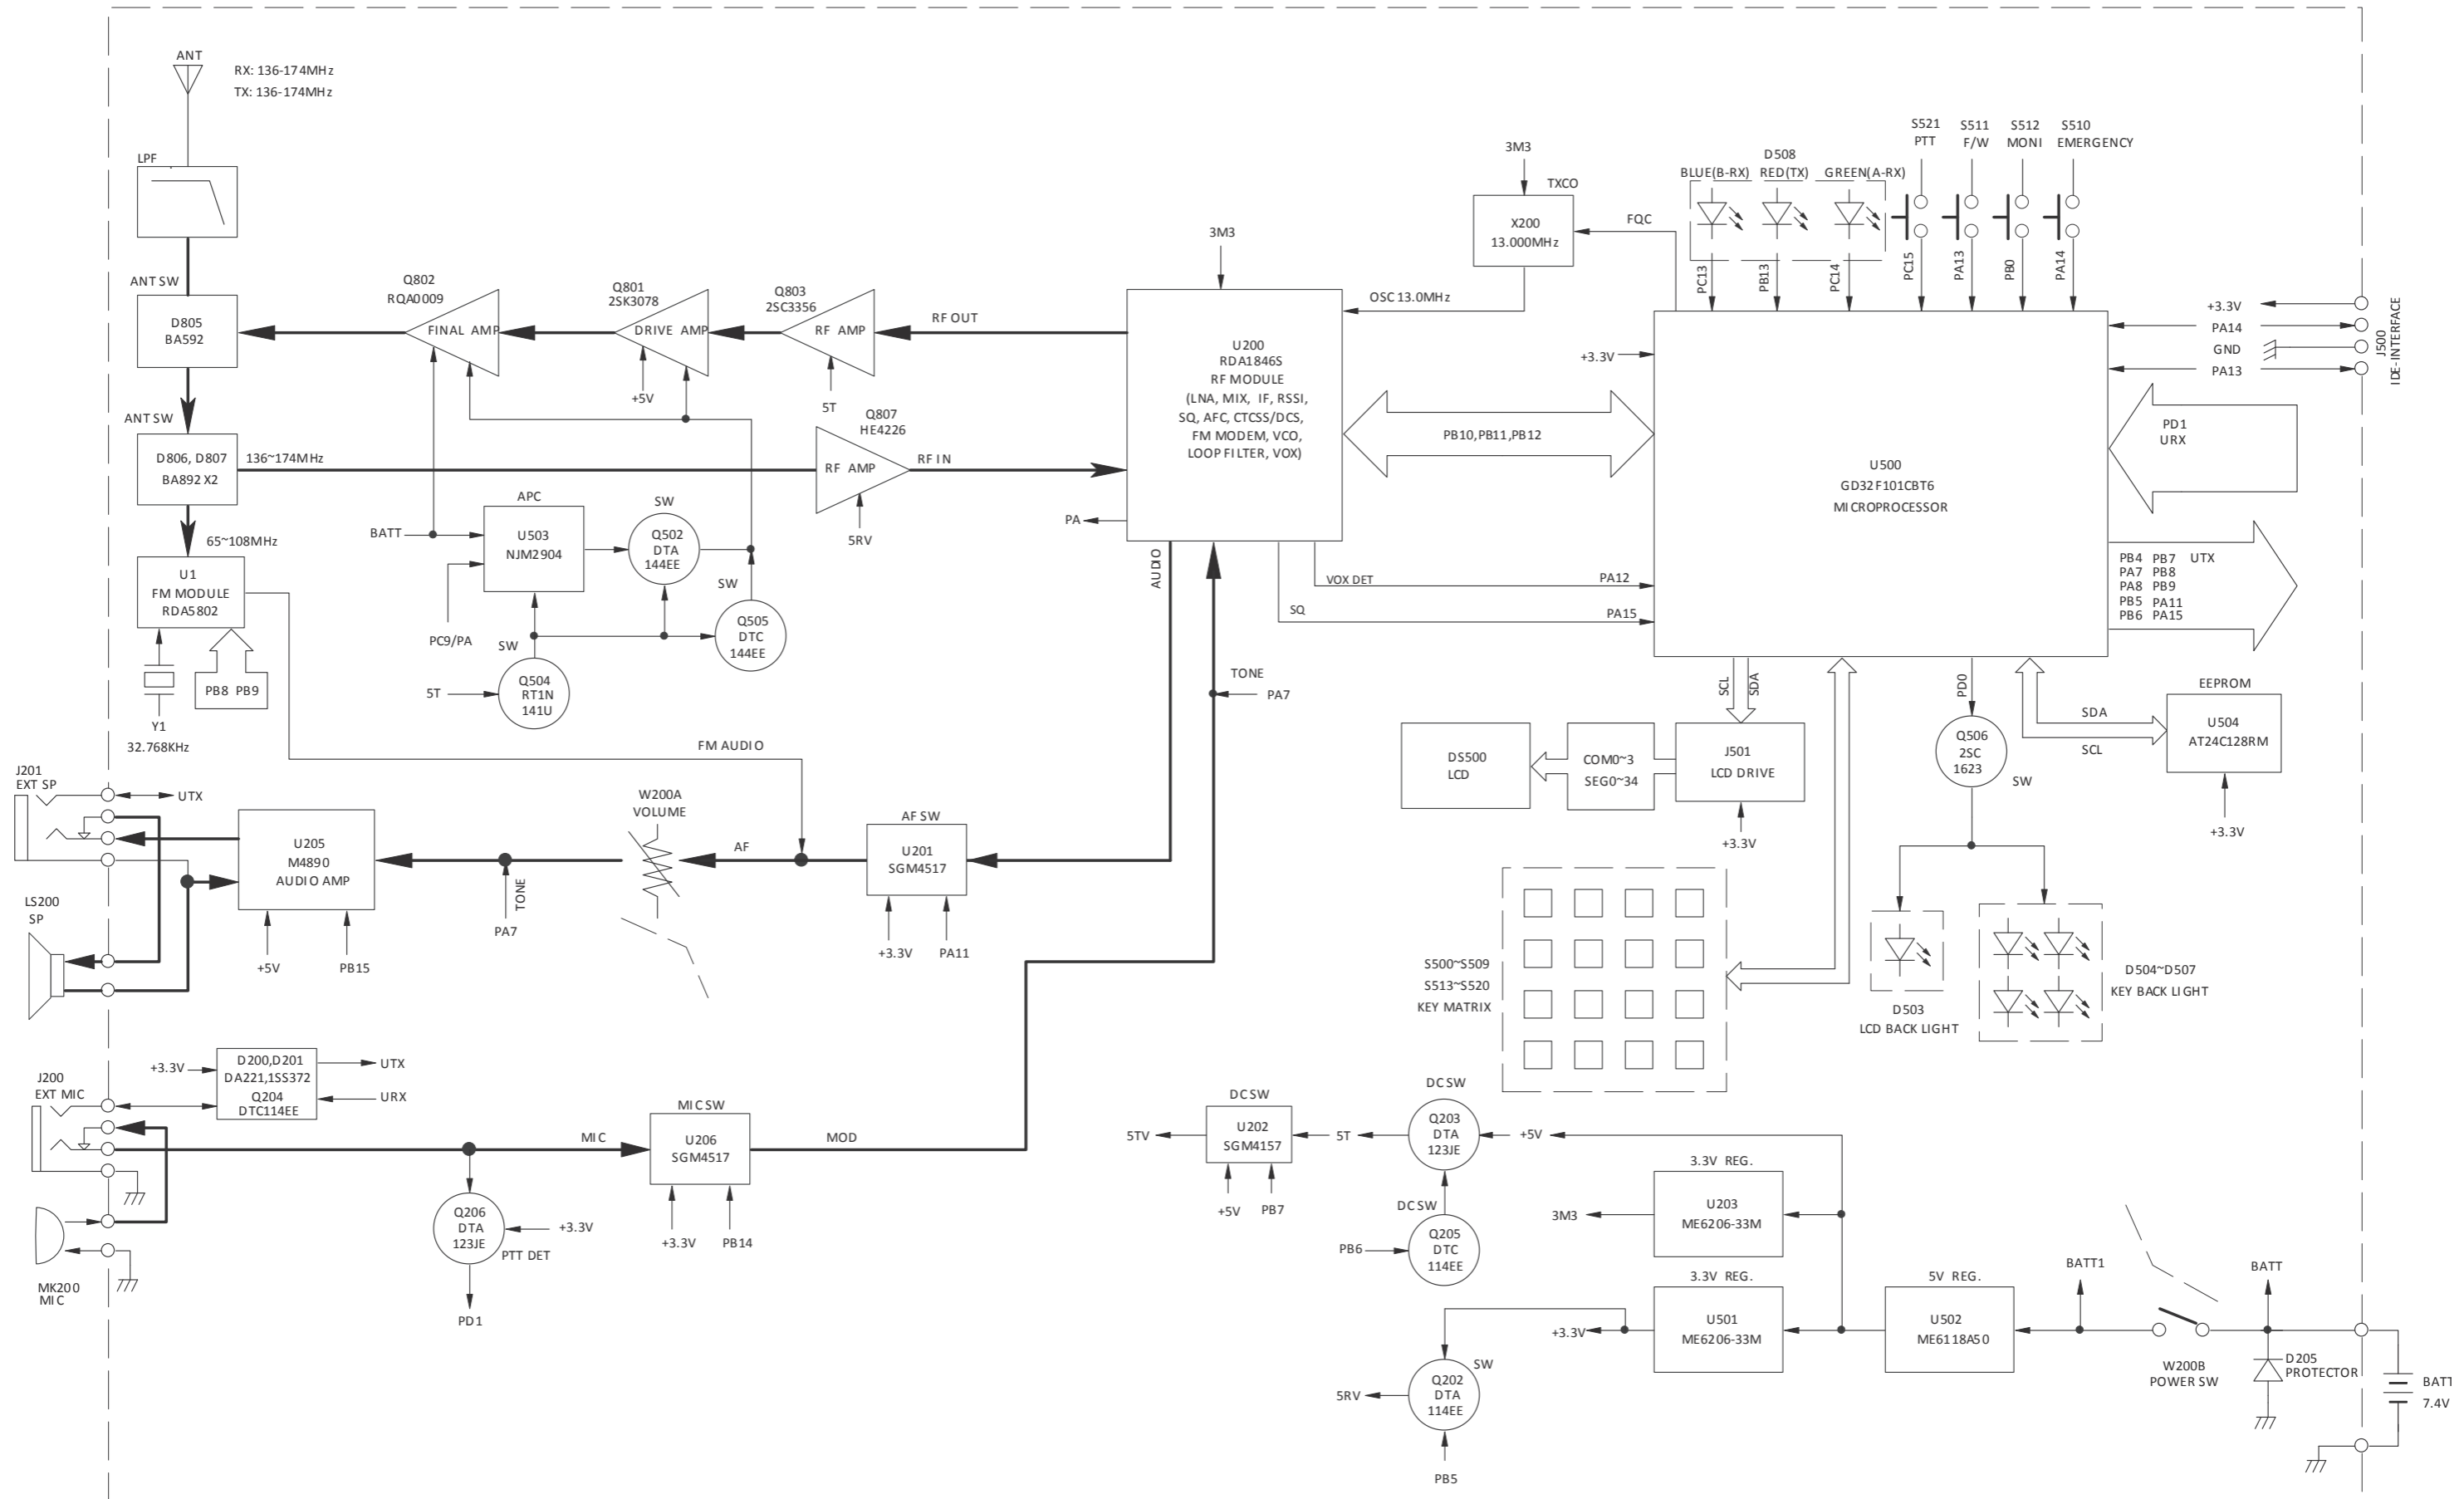 ANT
RX: 136-174MHz
TX: 136-174MHz
LPF
ANT SW
D805
BA592
ANT SW
D806, D807
BA892 X2
136~174MHz
65~108MHz
U1
FM MODULE
RDA5802
PB8 PB9
Y1
32.768KHz
Q802
RQA0009
FINAL AMP
Q801
2SK3078
DRIVE AMP
+5V
Q803
2SC3356
RF AMP
5T
RF OUT
Q807
HE4226
RF AMP
5RV
RF IN
APC
BATT
U503
NJM2904
PC9/PA
SW
Q502
DTA
144EE
SW
Q505
DTC
144EE
SW
Q504
RT1N
141U
5T
3M3
U200
RDA1846S
RF MODULE
(LNA, MIX, IF, RSSI,
SQ, AFC, CTCSS/DCS,
FM MODEM, VCO,
LOOP FILTER, VOX)
PA
AUDIO
TONE
PA7
VOX DET
SQ
PA12
PA15
3M3
TXCO
X200
13.000MHz
FQC
OSC 13.0MHz
PB10,PB11,PB12
D508
BLUE(B-RX)
RED(TX)
GREEN(A-RX)
PC13
PB13
PC14
S521
PTT
S511
F/W
S512
MONI
S510
EMERGENCY
PC15
PA13
PB0
PA14
+3.3V
U500
GD32F101CBT6
MICROPROCESSOR
+3.3V
PA14
GND
PA13
J500
IDE-INTERFACE
PD1
URX
PB4 PB7 UTX
PA7 PB8
PA8 PB9
PB5 PA11
PB6 PA15
SCL
SDA
DS500
LCD
COM0~3
SEG0~34
J501
LCD DRIVE
+3.3V
PD0
Q506
2SC
1623
SW
SDA
SCL
EEPROM
U504
AT24C128RM
+3.3V
S500~S509
S513~S520
KEY MATRIX
D503
LCD BACK LIGHT
D504~D507
KEY BACK LIGHT
J201
EXT SP
UTX
U205
M4890
AUDIO AMP
+5V
PB15
LS200
SP
TONE
PA7
W200A
VOLUME
FM AUDIO
AF
AF SW
U201
SGM4517
+3.3V
PA11
J200
EXT MIC
+3.3V
D200,D201
DA221,1SS372
Q204
DTC114EE
UTX
URX
MK200
MIC
MIC
Q206
DTA
123JE
+3.3V
PTT DET
PD1
MIC SW
U206
SGM4517
+3.3V
PB14
MOD
DC SW
5TV
U202
SGM4157
+5V
PB7
5T
DC SW
Q203
DTA
123JE
+5V
DC SW
Q205
DTC
114EE
PB6
3.3V REG.
U203
ME6206-33M
3M3
3.3V REG.
U501
ME6206-33M
+3.3V
SW
Q202
DTA
114EE
5RV
PB5
5V REG.
U502
ME6118A50
BATT1
W200B
POWER SW
BATT
D205
PROTECTOR
BATT
7.4V